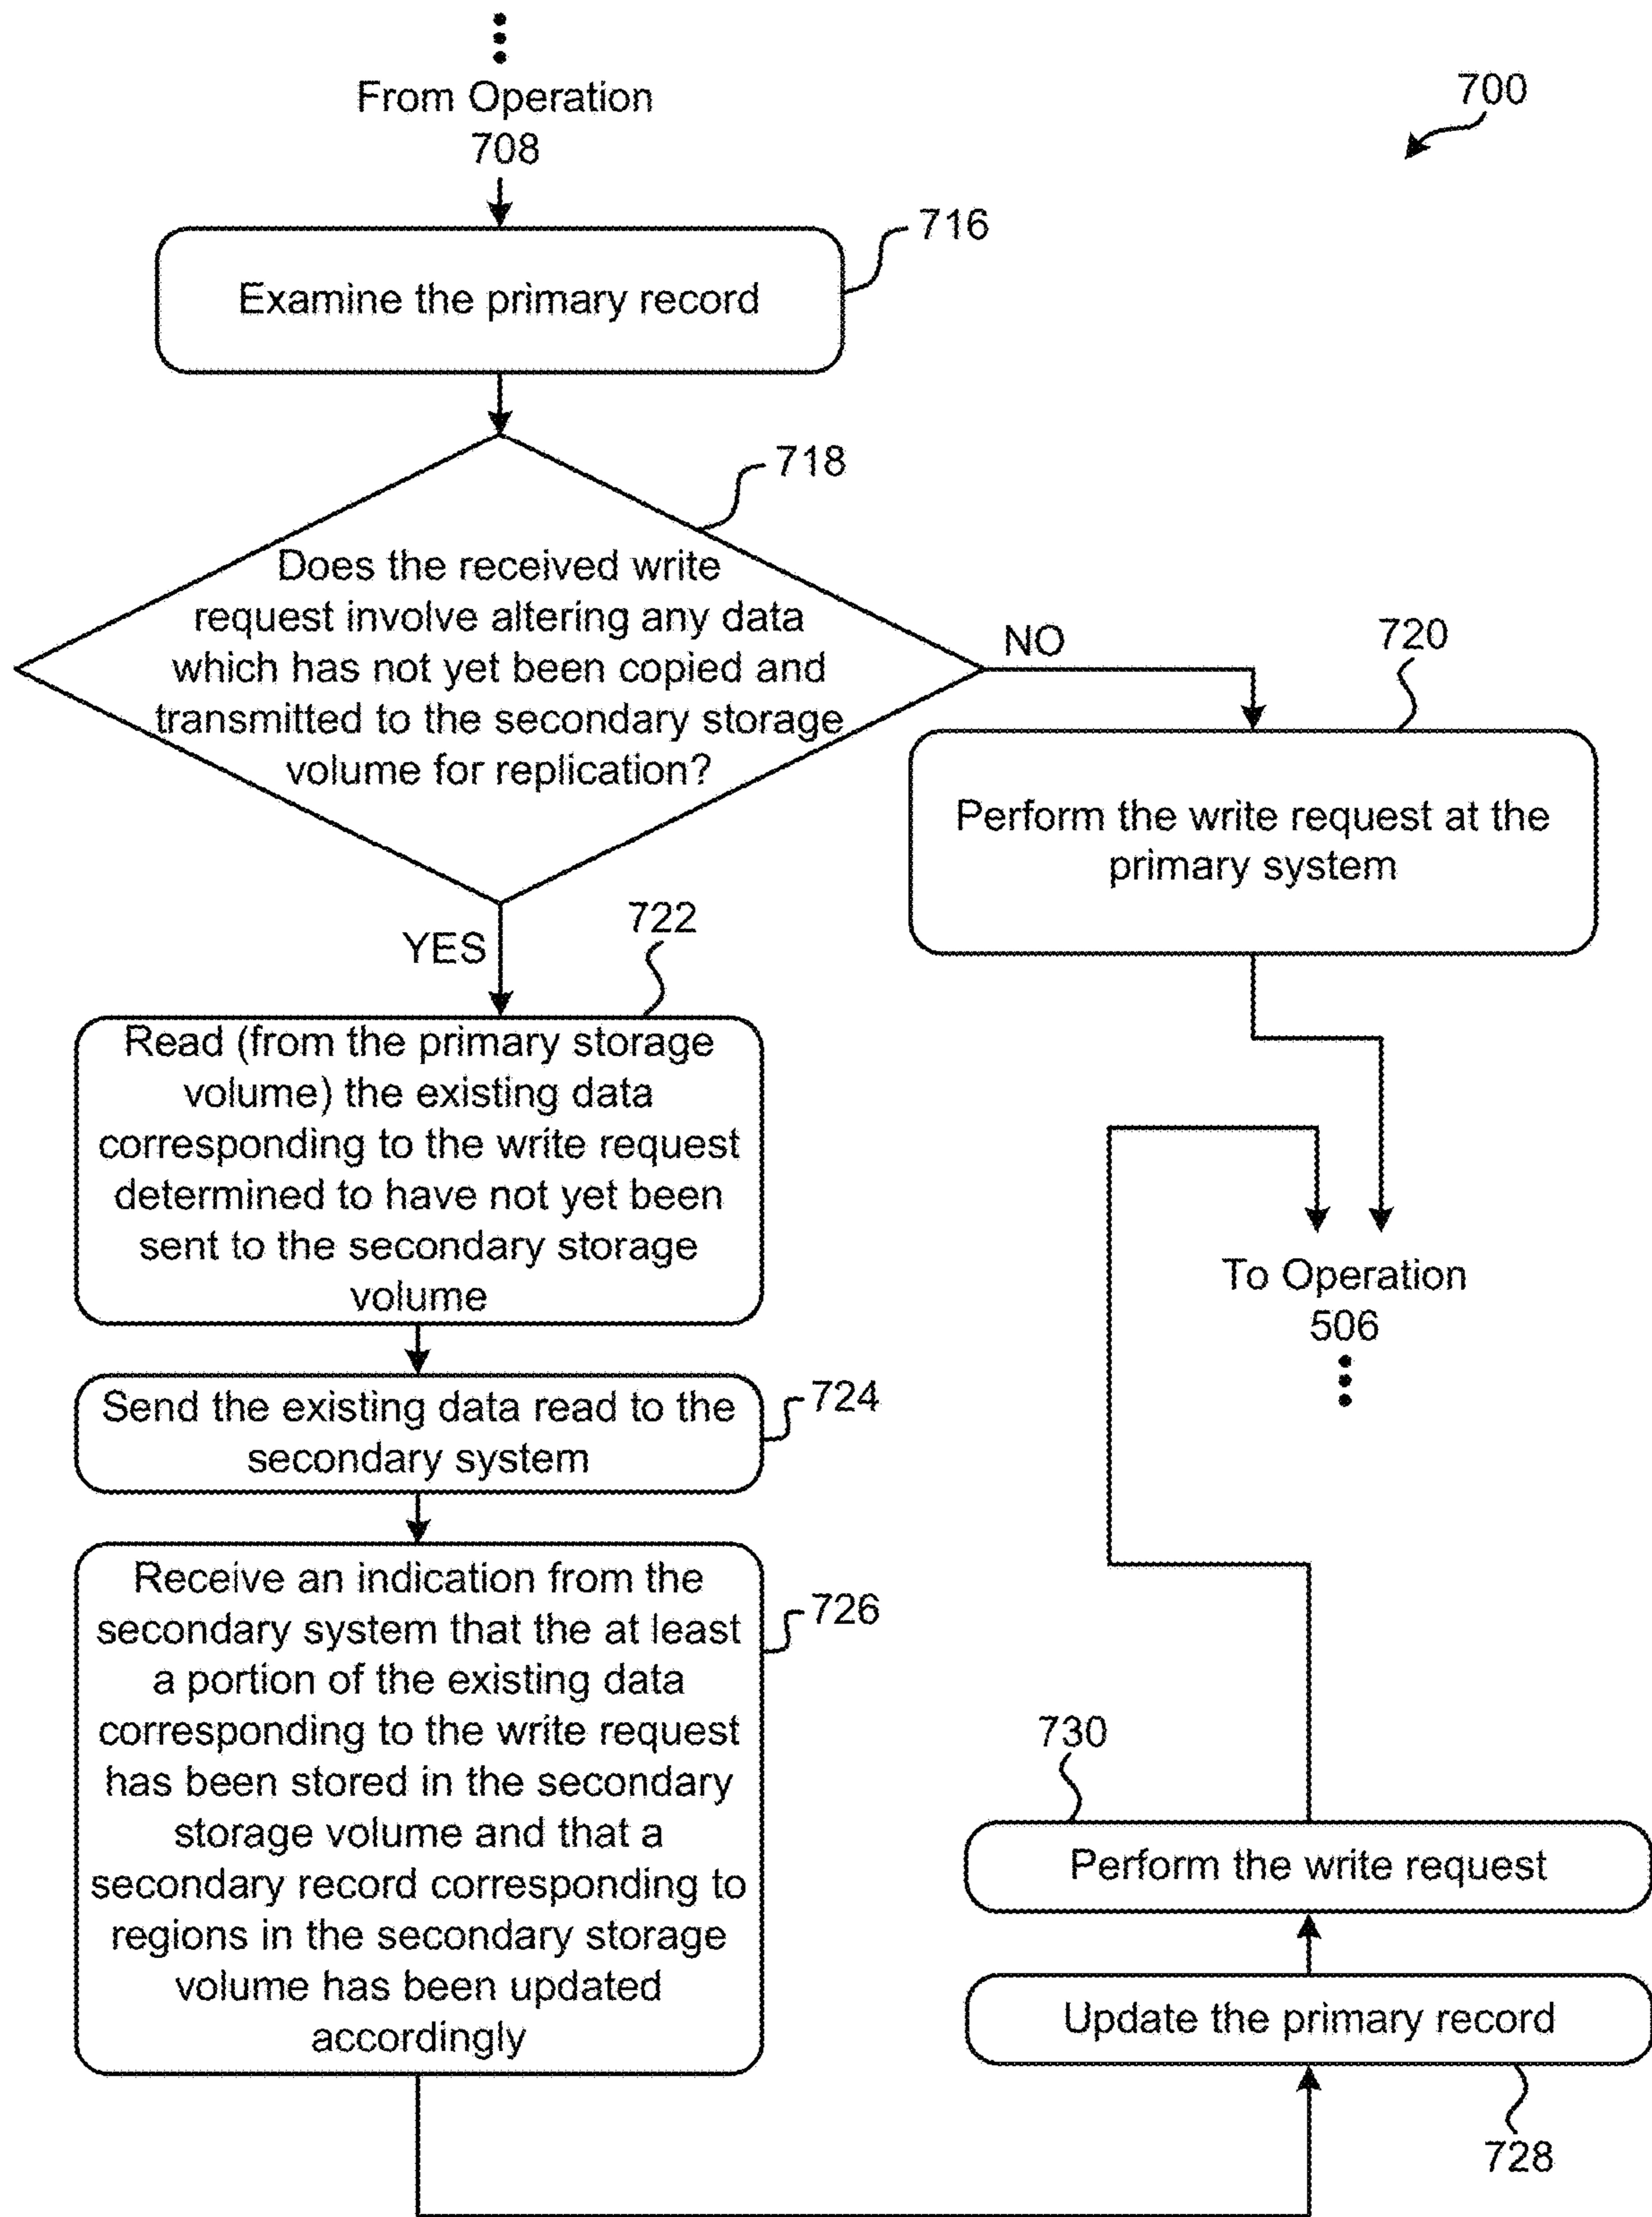 From Operation
708
700
716
Examine the primary record
718
Does the received write
request involve altering any data
which has not yet been copied and
transmitted to the secondary storage
volume for replication?
NO
720
Perform the write request at the
primary system
YES
722
Read (from the primary storage
volume) the existing data
corresponding to the write request
determined to have not yet been
sent to the secondary storage
volume
To Operation
506
724
Send the existing data read to the
secondary system
726
Receive an indication from the
secondary system that the at least
a portion of the existing data
corresponding to the write request
has been stored in the secondary
storage volume and that a
secondary record corresponding to
regions in the secondary storage
volume has been updated
accordingly
730
Perform the write request
Update the primary record
728